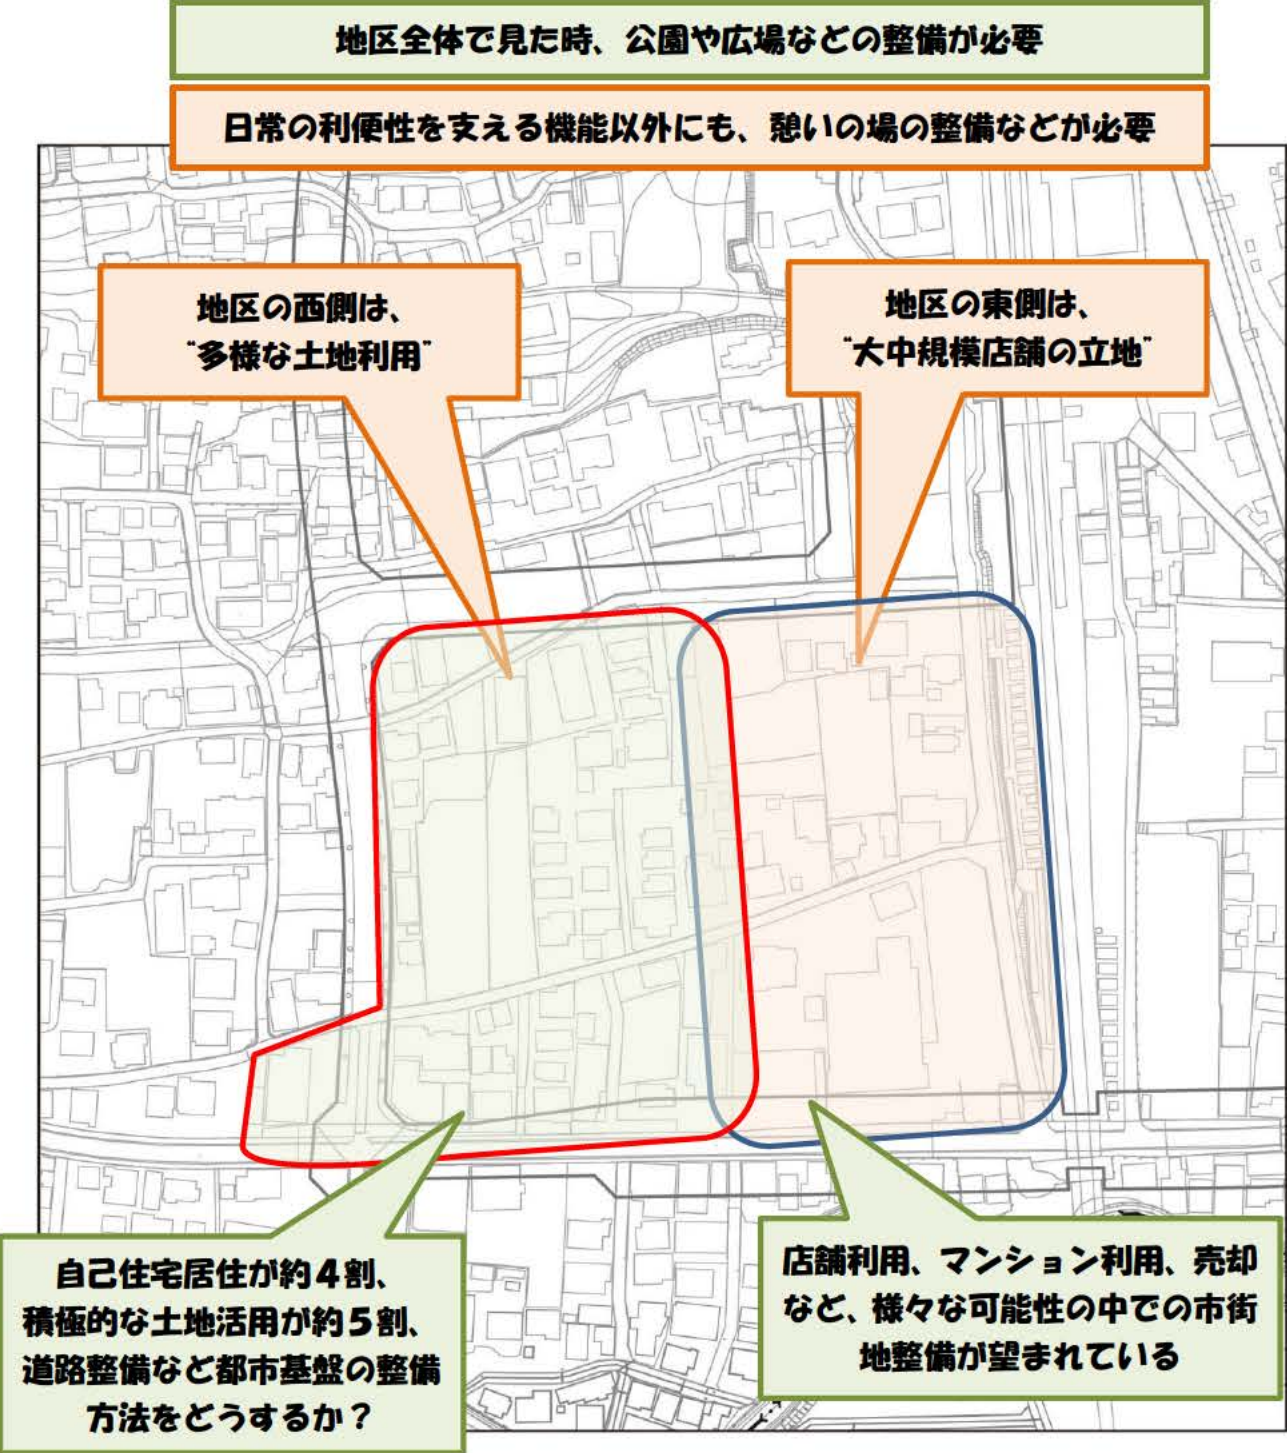 地区全体で見た時、公園や広場などの整備が必要
日常の利便性を支える機能以外にも、憩いの場の整備などが必要
地区の西側は、
“多様な土地利用”
地区の東側は、
“大中規模店舗の立地”
自己住宅居住が約4割、
積極的な土地活用が約5割、
道路整備など都市基盤の整備
方法をどうするか？
店舗利用、マンション利用、売却
など、様々な可能性の中での市街
地整備が望まれている